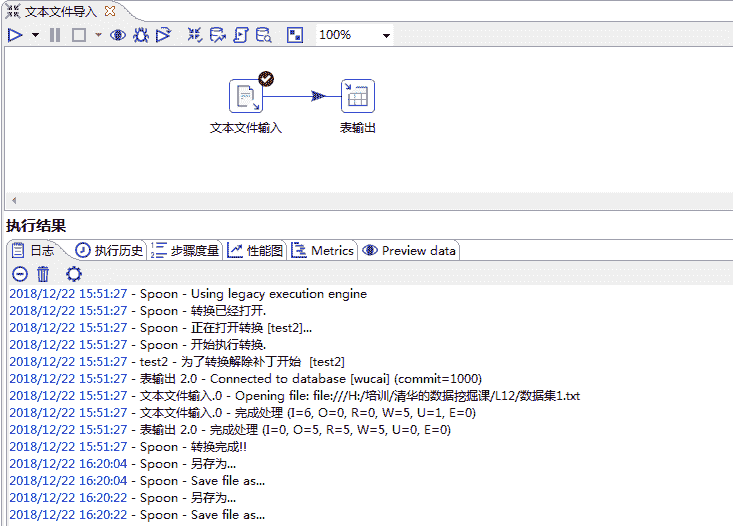 文本文件导入
100%
文本文件输入
表输出
执行结果
日志 执行历史 步骤度量 性能图 Metrics Preview data
2018/12/22 15:51:27 - Spoon - Using legacy execution engine
2018/12/22 15:51:27 - Spoon - 转换已经打开.
2018/12/22 15:51:27 - Spoon - 正在打开转换 [test2]...
2018/12/22 15:51:27 - Spoon - 开始执行转换.
2018/12/22 15:51:27 - test2 - 为了转换解除补丁开始  [test2]
2018/12/22 15:51:27 - 表输出 2.0 - Connected to database [wucai] (commit=1000)
2018/12/22 15:51:27 - 文本文件输入.0 - Opening file: file:///H:/培训/清华的数据挖掘课/L12/数据集1.txt
2018/12/22 15:51:27 - 文本文件输入.0 - 完成处理 (I=6, O=0, R=0, W=5, U=1, E=0)
2018/12/22 15:51:27 - 表输出 2.0 - 完成处理 (I=0, O=5, R=5, W=5, U=0, E=0)
2018/12/22 15:51:27 - Spoon - 转换完成!!
2018/12/22 16:20:04 - Spoon - 另存为...
2018/12/22 16:20:04 - Spoon - Save file as...
2018/12/22 16:20:22 - Spoon - 另存为...
2018/12/22 16:20:22 - Spoon - Save file as...